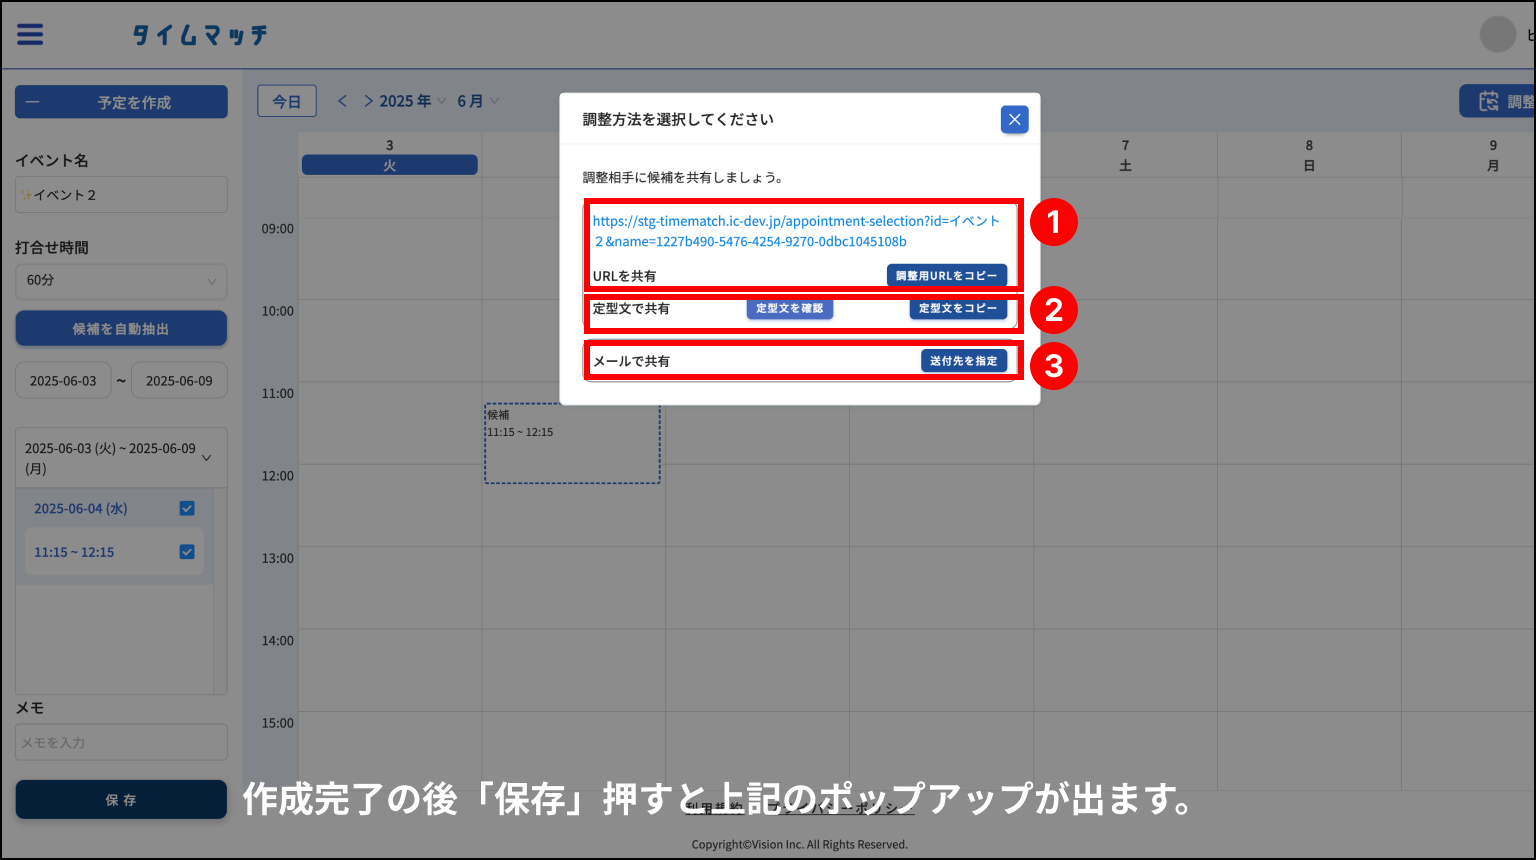 タイムマッチ
予定を作成
イベント名
✨イベント２
打合せ時間
60分
候補を自動抽出
2025-06-03 ~ 2025-06-09
2025-06-03 (火) ~ 2025-06-09
(月)
2025-06-04 (水)
11:15 ~ 12:15
メモ
メモを入力
保存
今日
< > 2025 年 6 月
調整
3
火
7
土
8
日
9
月
09:00
10:00
11:00
12:00
13:00
14:00
15:00
候補
11:15 ~ 12:15
調整方法を選択してください
調整相手に候補を共有しましょう。
https://stg-timematch.ic-dev.jp/appointment-selection?id=イベント
２&name=1227b490-5476-4254-9270-0dbc1045108b
URLを共有 調整用URLをコピー
1
定型文で共有 定型文を確認 定型文をコピー
2
メールで共有 送付先を指定
3
作成完了の後「保存」押すと上記のポップアップが出ます。
利用規約 プライバシーポリシー
Copyright©Vision Inc. All Rights Reserved.